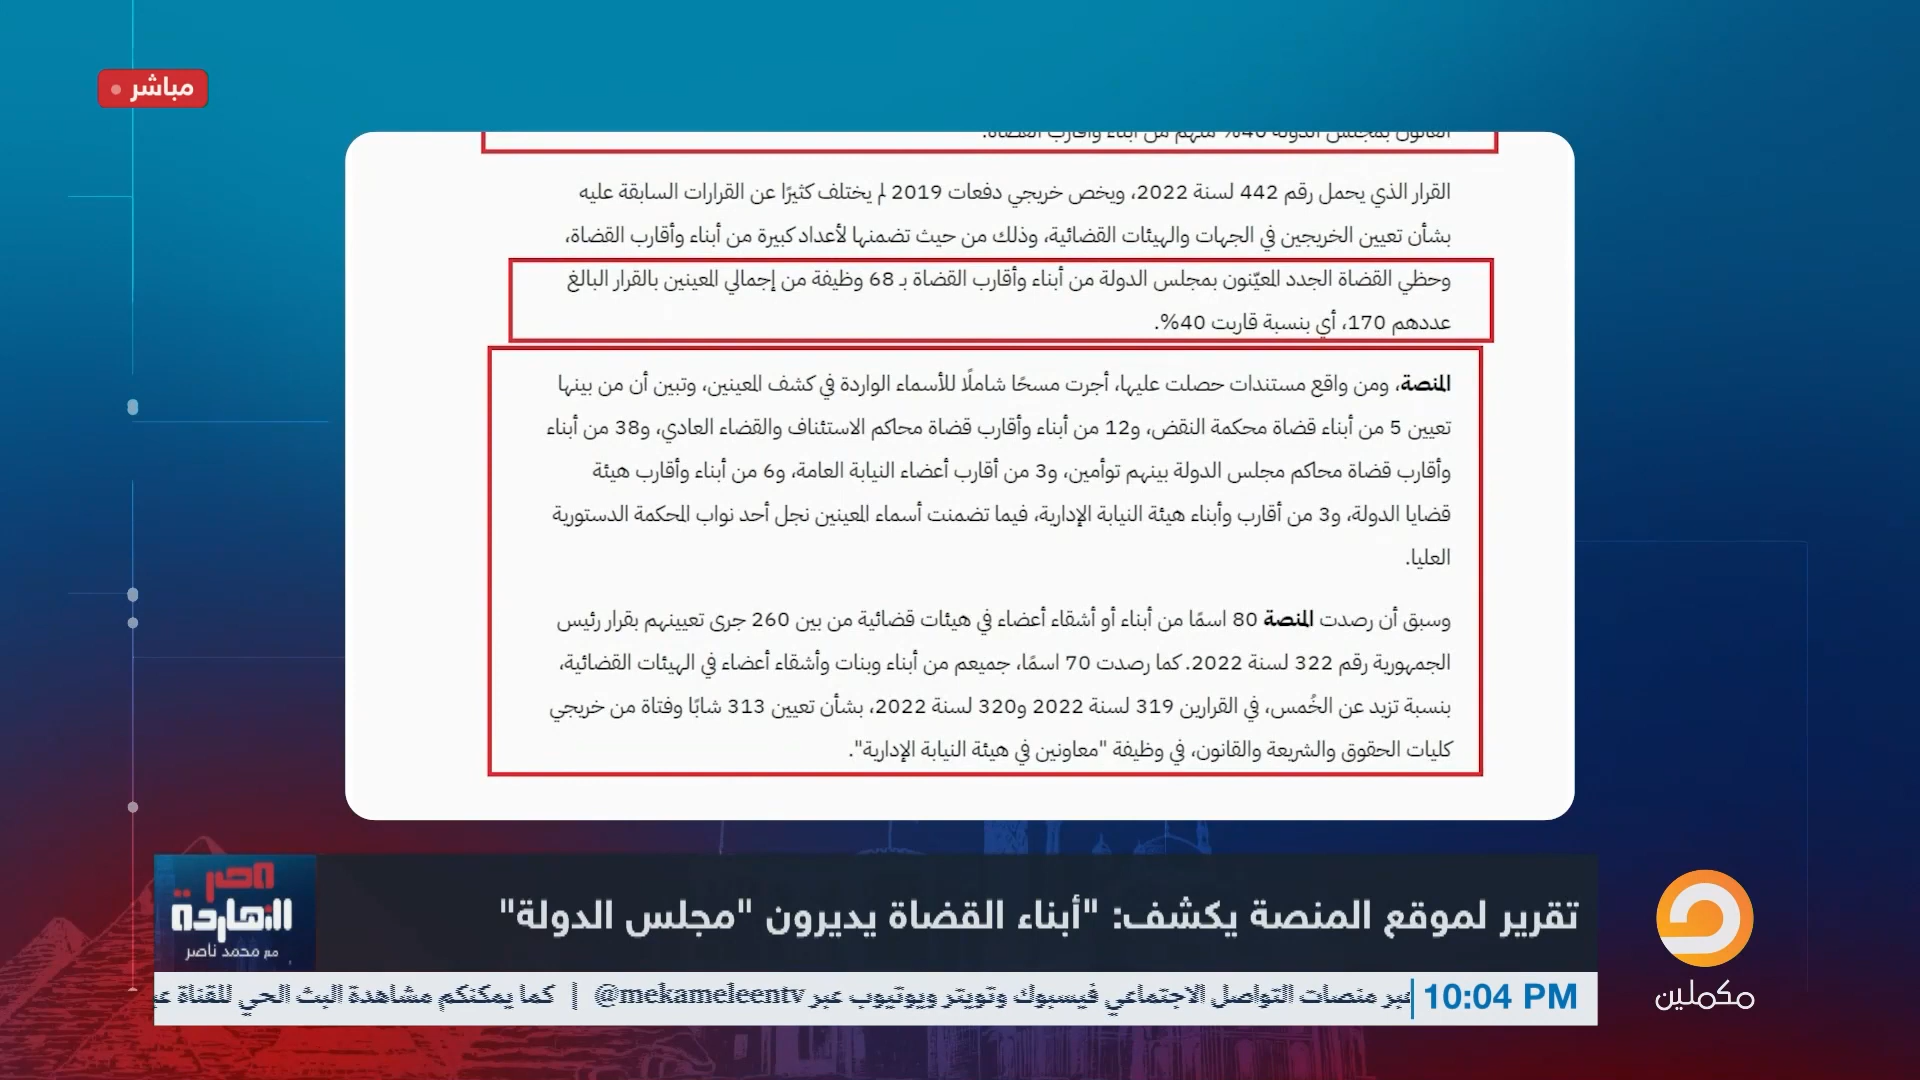 مباشر
القانون بمجلس الدولة 40% منهم من أبناء وأقارب القضاة.
القرار الذي يحمل رقم 442 لسنة 2022، ويخص خريجي دفعات 2019 لم يختلف كثيرًا عن القرارات السابقة عليه
بشأن تعيين الخريجين في الجهات والهيئات القضائية، وذلك من حيث تضمنها لأعداد كبيرة من أبناء وأقارب القضاة،
وحظي القضاة الجدد المعيّنون بمجلس الدولة من أبناء وأقارب القضاة بـ 68 وظيفة من إجمالي المعينين بالقرار البالغ
عددهم 170، أي بنسبة قاربت 40%.
المنصة، ومن واقع مستندات حصلت عليها، أجرت مسحًا شاملًا للأسماء الواردة في كشف المعينين، وتبين أن من بينها
تعيين 5 من أبناء قضاة محكمة النقض، و12 من أبناء وأقارب قضاة محاكم الاستئناف والقضاء العادي، و38 من أبناء
وأقارب قضاة محاكم مجلس الدولة بينهم توأمين، و3 من أقارب أعضاء النيابة العامة، و6 من أبناء وأقارب هيئة
قضايا الدولة، و3 من أقارب وأبناء هيئة النيابة الإدارية، فيما تضمنت أسماء المعينين نجل أحد نواب المحكمة الدستورية
العليا.
وسبق أن رصدت المنصة 80 اسمًا من أبناء أو أشقاء أعضاء في هيئات قضائية من بين 260 جرى تعيينهم بقرار رئيس
الجمهورية رقم 322 لسنة 2022. كما رصدت 70 اسمًا، جميعم من أبناء وبنات وأشقاء أعضاء في الهيئات القضائية،
بنسبة تزيد عن الخُمس، في القرارين 319 لسنة 2022 و320 لسنة 2022، بشأن تعيين 313 شابًا وفتاة من خريجي
كليات الحقوق والشريعة والقانون، في وظيفة "معاونين في هيئة النيابة الإدارية".
تقرير لموقع المنصة يكشف: "أبناء القضاة يديرون "مجلس الدولة"
مصر
النهاردة
مع محمد ناصر
10:04 PM
عبر منصات التواصل الاجتماعي فيسبوك وتويتر ويوتيوب عبر @mekameleentv | كما يمكنكم مشاهدة البث الحي للقناة
مكملين